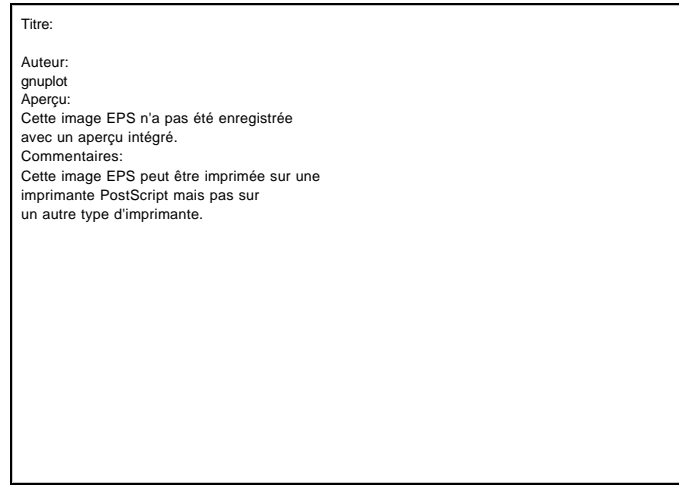 Titre:
Auteur:
gnuplot
Aperçu:
Cette image EPS n'a pas été enregistrée
avec un aperçu intégré.
Commentaires:
Cette image EPS peut être imprimée sur une
imprimante PostScript mais pas sur
un autre type d'imprimante.